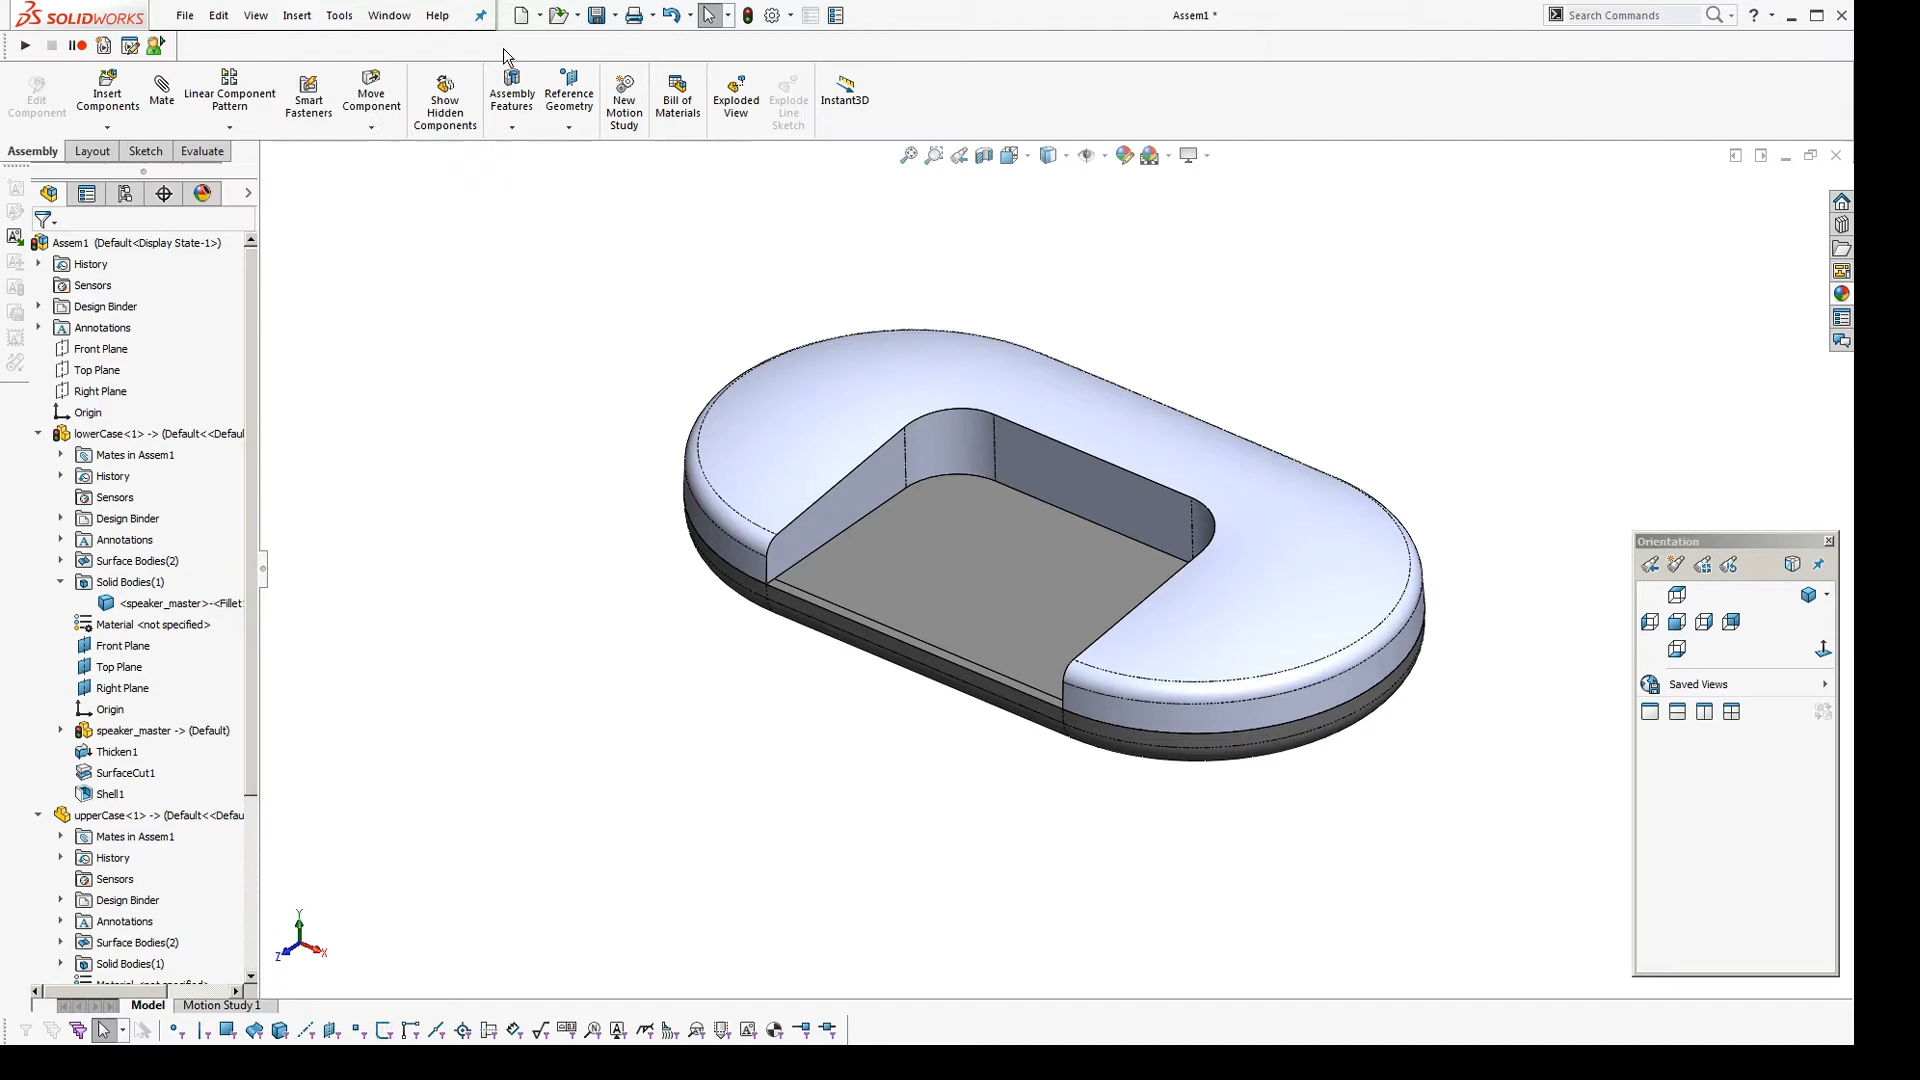 SOLIDWORKS
File Edit View Insert Tools Window Help
Assem1 *
Search Commands
Edit Component
Insert Components
Mate
Linear Component Pattern
Smart Fasteners
Move Component
Show Hidden Components
Assembly Features
Reference Geometry
New Motion Study
Bill of Materials
Exploded View
Explode Line Sketch
Instant3D
Assembly Layout Sketch Evaluate
Assem1 (Default<Display State-1>)
History
Sensors
Design Binder
Annotations
Front Plane
Top Plane
Right Plane
Origin
lowerCase<1> -> (Default<<Defaul
Mates in Assem1
History
Sensors
Design Binder
Annotations
Surface Bodies(2)
Solid Bodies(1)
<speaker_master>-<Fillet
Material <not specified>
Front Plane
Top Plane
Right Plane
Origin
speaker_master -> (Default)
Thicken1
SurfaceCut1
Shell1
upperCase<1> -> (Default<<Defau
Mates in Assem1
History
Sensors
Design Binder
Annotations
Surface Bodies(2)
Solid Bodies(1)
Material <not specified>
Y
Z X
Orientation
Saved Views
Model Motion Study 1